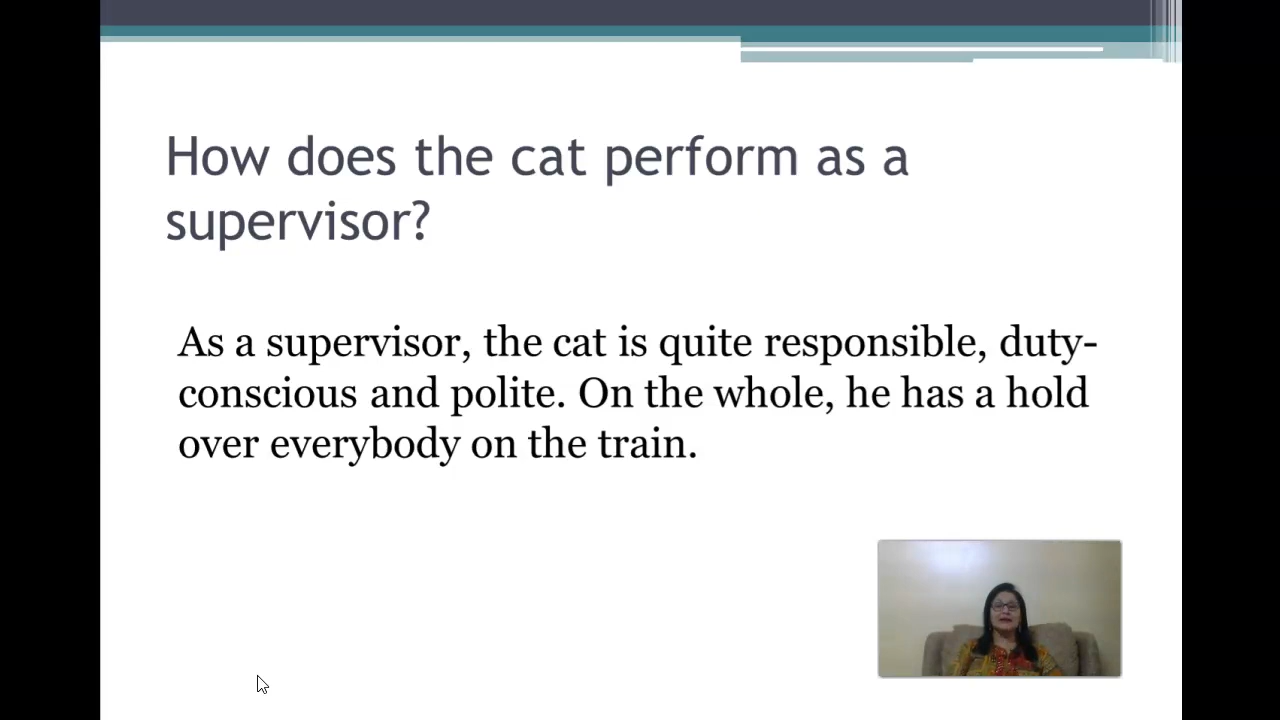 How does the cat perform as a
supervisor?
As a supervisor, the cat is quite responsible, duty-
conscious and polite. On the whole, he has a hold
over everybody on the train.